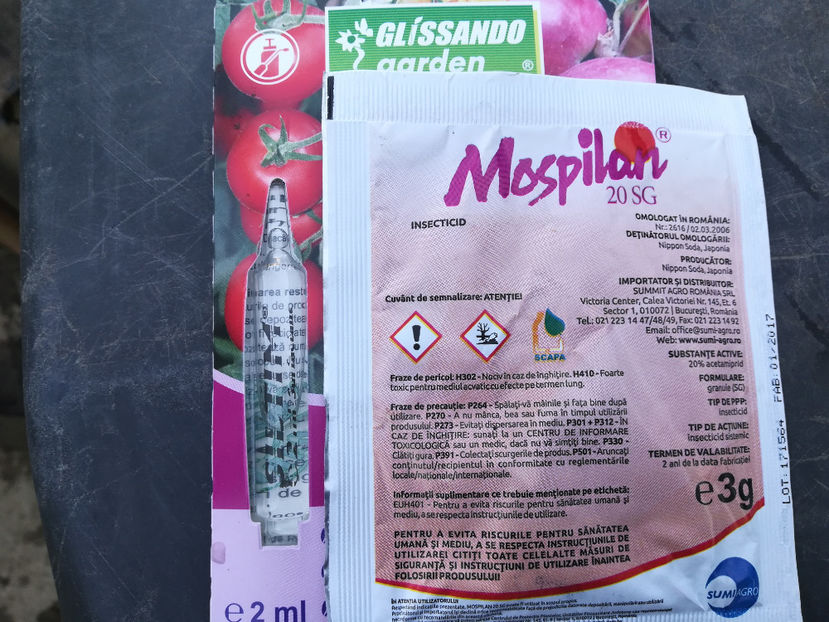 GLISSANDO
garden
®
Mospilan®
20 SG
INSECTICID
OMOLGAT ÎN ROMÂNIA:
Nr.: 2616 / 02.03.2006
DEȚINĂTORUL OMOLOGĂRII:
Nippon Soda, Japonia
PRODUCĂTOR:
Nippon Soda, Japonia
IMPORTATOR ȘI DISTRIBUITOR:
SUMMIT AGRO ROMÂNIA SRL
Victoria Center, Calea Victoriei Nr. 145, Et. 6
Sector 1, 010072 | București, România
Tel.: 021 223 14 47/48/49, Fax: 021 223 14 92
Email: office@sumi-agro.ro
Web: www.sumi-agro.ro
SUBSTANȚE ACTIVE:
20% acetamiprid
FORMULARE:
granule (SG)
TIP DE PPP:
insecticid
TIP DE ACȚIUNE:
insecticid sistemic
TERMEN DE VALABILITATE:
2 ani de la data fabricației
e3g
Cuvânt de semnalizare: ATENȚIE!
SCAPA
Fraze de pericol: H302 - Nociv în caz de înghițire. H410 - Foarte
toxic pentru mediul acvatic cu efecte pe termen lung.
Fraze de precauție: P264 - Spălați-vă mâinile și fața bine după
utilizare. P270 - A nu mânca, bea sau fuma în timpul utilizării
produsului. P273 - Evitați dispersarea în mediu. P301 + P312 - ÎN
CAZ DE ÎNGHIȚIRE: sunați la un CENTRU DE INFORMARE
TOXICOLOGICĂ sau un medic, dacă nu vă simțiți bine. P330 -
Clătiți gura. P391 - Colectați scurgerile de produs. P501 - Aruncați
conținutul/recipientul în conformitate cu reglementările
locale/naționale/internaționale.
Informații suplimentare ce trebuie menționate pe etichetă:
EUH401 - Pentru a evita riscurile pentru sănătatea umană și
mediu, a se respecta instrucțiunile de utilizare.
PENTRU A EVITA RISCURILE PENTRU SĂNĂTATEA
UMANĂ ȘI MEDIU, A SE RESPECTA INSTRUCȚIUNILE DE
UTILIZARE! CITIȚI TOATE CELELALTE MĂSURI DE
SIGURANȚĂ ȘI INSTRUCȚIUNI DE UTILIZARE ÎNAINTEA
FOLOSIRII PRODUSULUI!
SUMI AGRO
ÎN ATENȚIA UTILIZATORULUI
LOT: 171564 FAB: 01/2017
e2 ml